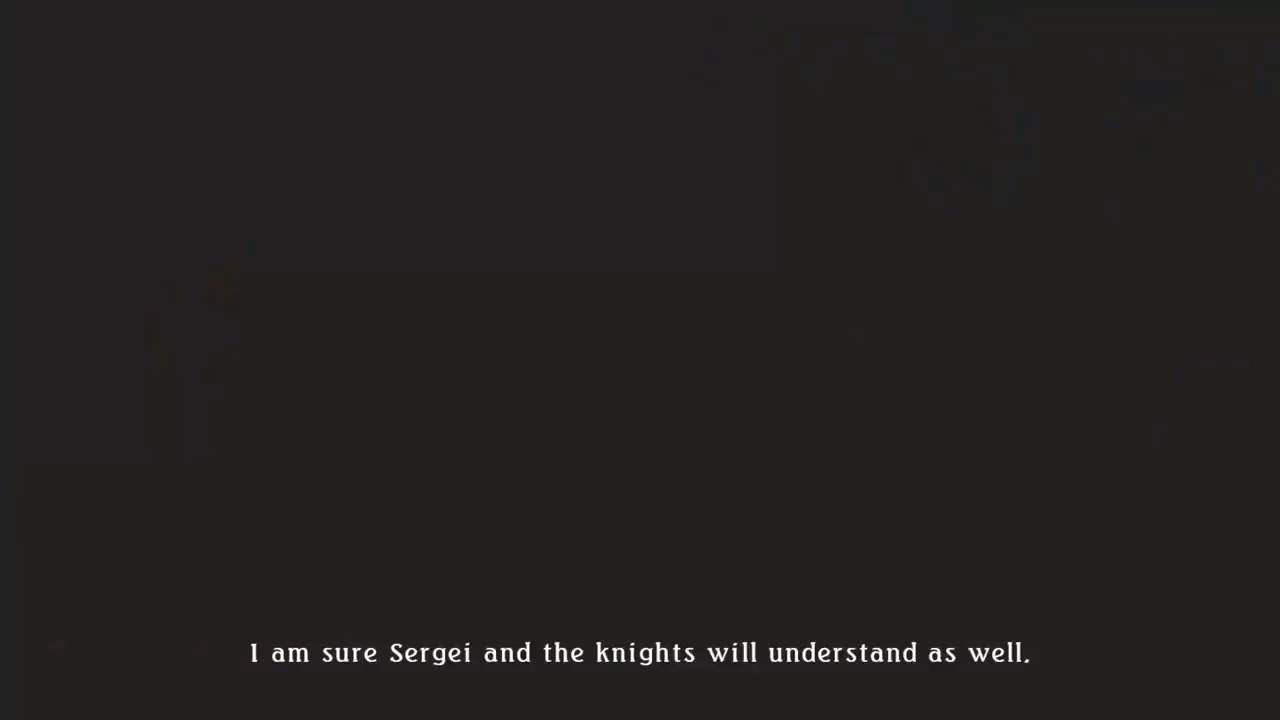 I am sure Sergei and the knights will understand as well.